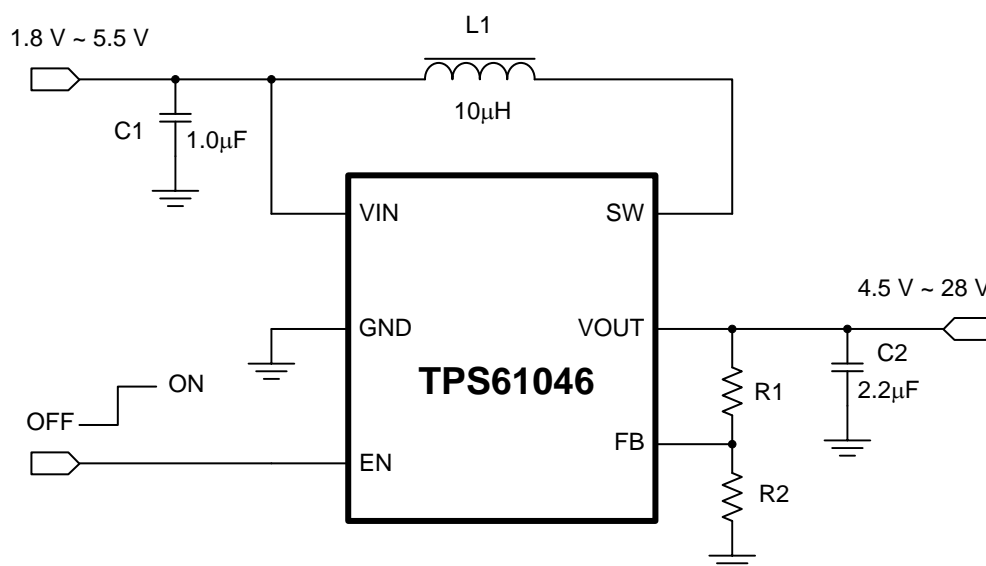 L1
1.8 V ~ 5.5 V
10μH
C1
1.0μF
VIN
SW
4.5 V ~ 28 V
GND
VOUT
C2
TPS61046
2.2μF
ON
R1
OFF
FB
EN
R2